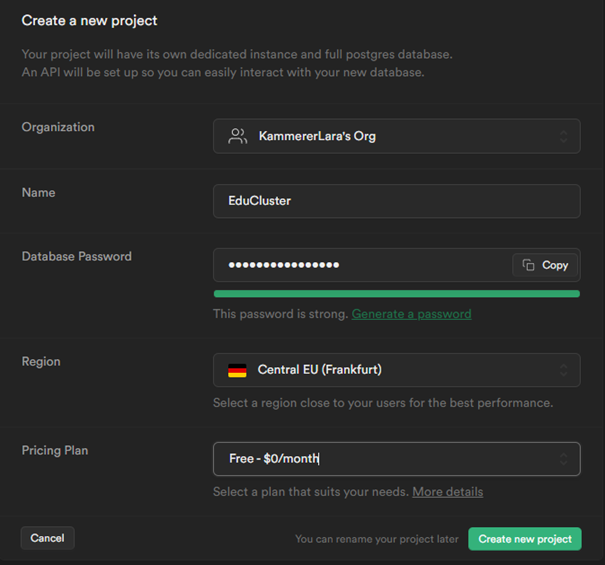 Create a new project
Your project will have its own dedicated instance and full postgres database.
An API will be set up so you can easily interact with your new database.
Organization
KammererLara's Org
Name
EduCluster
Database Password
••••••••••••••••
Copy
This password is strong. Generate a password
Region
Central EU (Frankfurt)
Select a region close to your users for the best performance.
Pricing Plan
Free - $0/month
Select a plan that suits your needs. More details
Cancel
You can rename your project later
Create new project